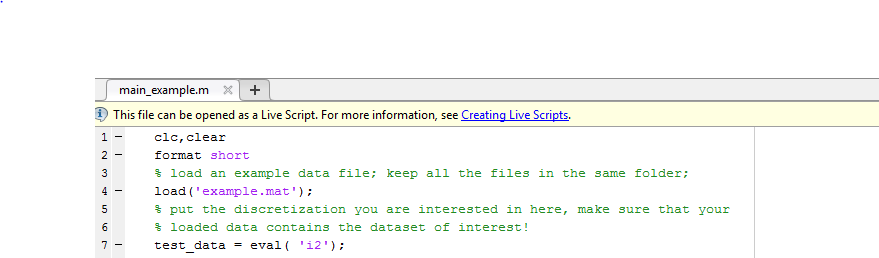 main_example.m
This file can be opened as a Live Script. For more information, see Creating Live Scripts.
1 clc,clear
2 format short
3 % load an example data file; keep all the files in the same folder;
4 load('example.mat');
5 % put the discretization you are interested in here, make sure that your
6 % loaded data contains the dataset of interest!
7 test_data = eval( 'i2');